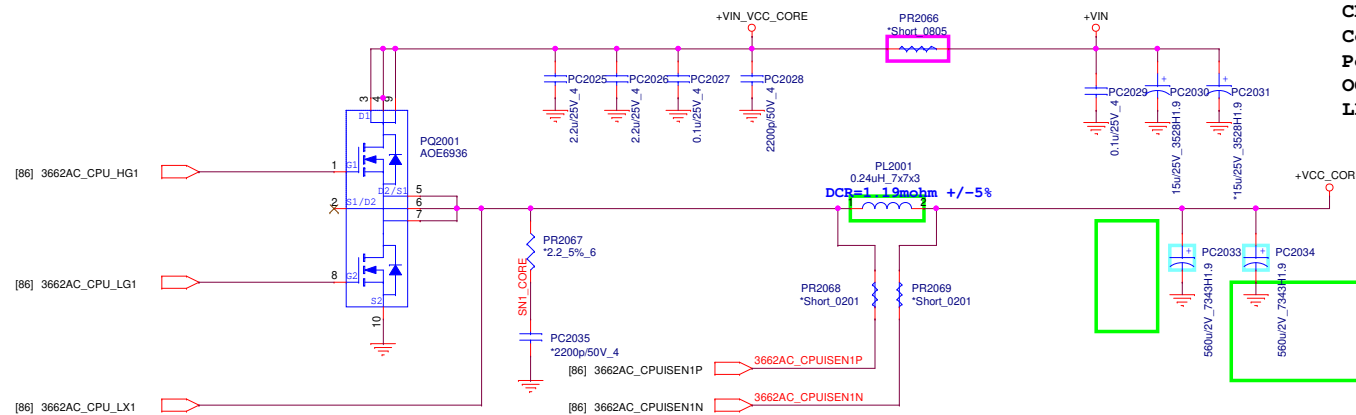 +VIN_VCC_CORE
PR2066
*Short_0805
+VIN
PC2025
2.2u/25V_4
PC2026
2.2u/25V_4
PC2027
0.1u/25V_4
PC2028
2200p/50V_4
PC2029
0.1u/25V_4
PC2030
15u/25V_3528H1.9
PC2031
*15u/25V_3528H1.9
3
4
9
D1
PQ2001
AOE6936
[86] 3662AC_CPU_HG1
1
G1
D2/S1
5
2
S1/D2
6
7
PL2001
0.24uH_7x7x3
DCR=1.19mohm +/-5%
1
2
+VCC_COR
PR2067
*2.2_5%_6
SN1_CORE
PC2033
560u/2V_7343H1.9
PC2034
560u/2V_7343H1.9
[86] 3662AC_CPU_LG1
8
G2
S2
10
PR2068
*Short_0201
PR2069
*Short_0201
PC2035
*2200p/50V_4
[86] 3662AC_CPUISEN1P
3662AC_CPUISEN1P
[86] 3662AC_CPU_LX1
[86] 3662AC_CPUISEN1N
3662AC_CPUISEN1N